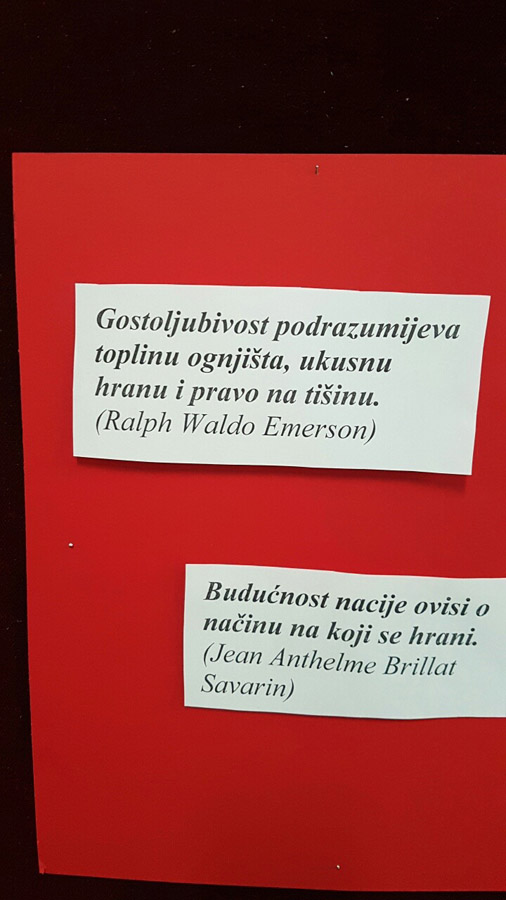 Gostoljubivost podrazumijeva
toplinu ognjišta, ukusnu
hranu i pravo na tišinu.
(Ralph Waldo Emerson)
Budućnost nacije ovisi o
načinu na koji se hrani.
(Jean Anthelme Brillat
Savarin)